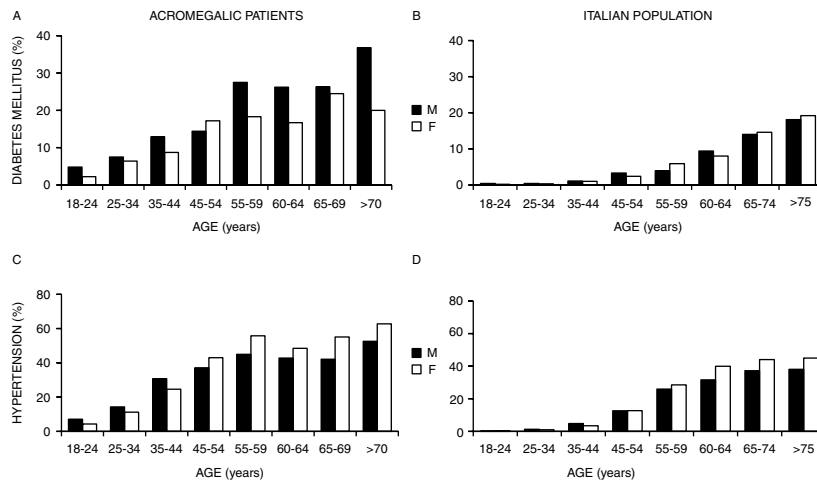 A
ACROMEGALIC PATIENTS
DIABETES MELLITUS (%)
40
30
20
10
0
18-24 25-34 35-44 45-54 55-59 60-64 65-69 >70
AGE (years)
M
F
B
ITALIAN POPULATION
40
30
20
10
0
18-24 25-34 35-44 45-54 55-59 60-64 65-74 >75
AGE (years)
C
HYPERTENSION (%)
80
60
40
20
0
18-24 25-34 35-44 45-54 55-59 60-64 65-69 >70
AGE (years)
M
F
D
80
60
40
20
0
18-24 25-34 35-44 45-54 55-59 60-64 65-74 >75
AGE (years)